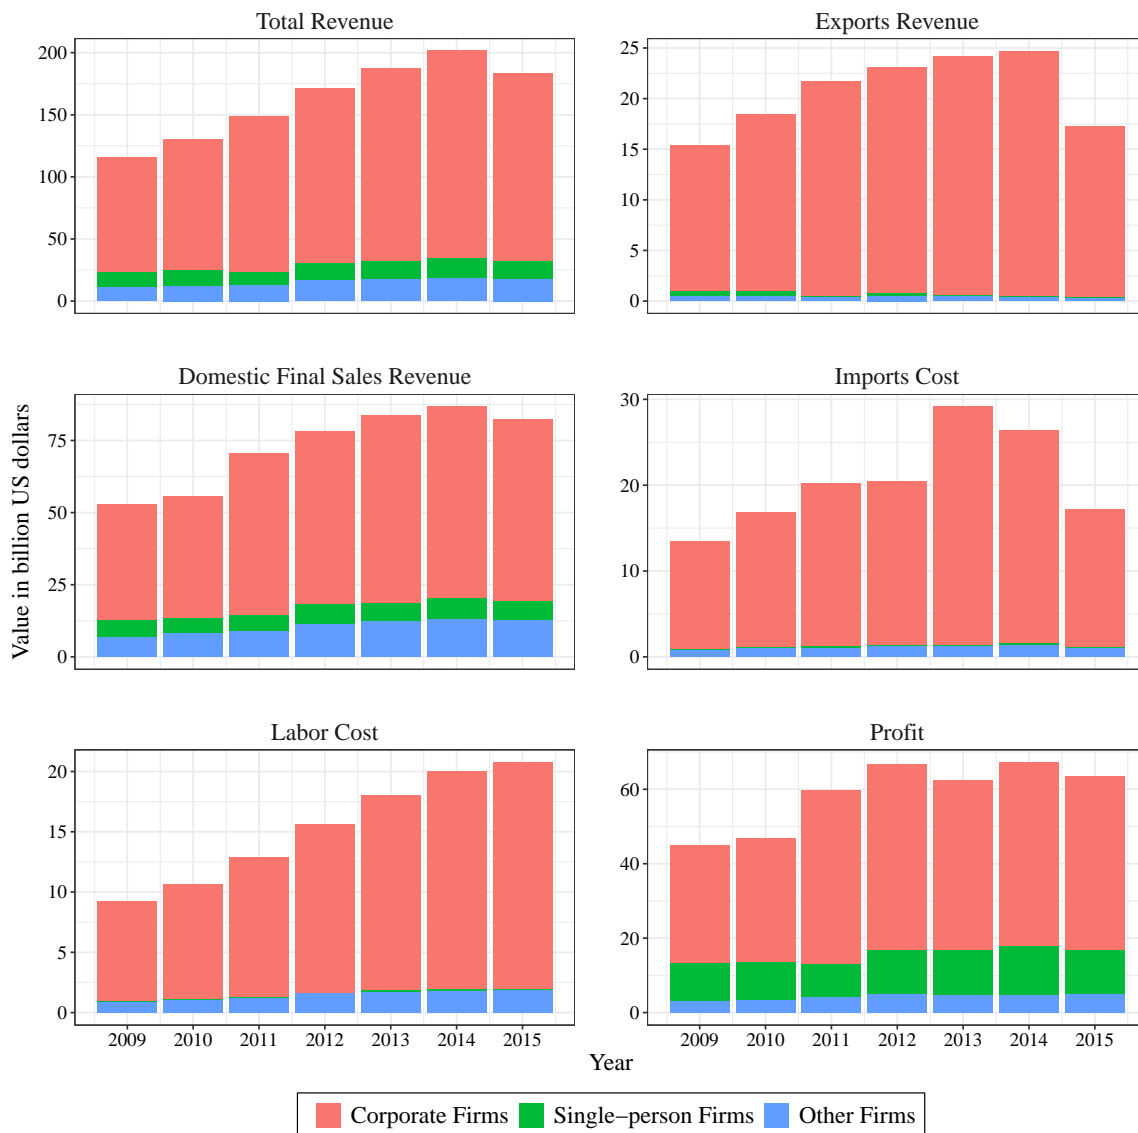 Total Revenue
Exports Revenue
200
150
100
50
0
25
20
15
10
5
0
Domestic Final Sales Revenue
Imports Cost
Value in billion US dollars
75
50
25
0
30
20
10
0
Labor Cost
Profit
20
15
10
5
0
60
40
20
0
2009 2010 2011 2012 2013 2014 2015
2009 2010 2011 2012 2013 2014 2015
Year
Corporate Firms Single−person Firms Other Firms